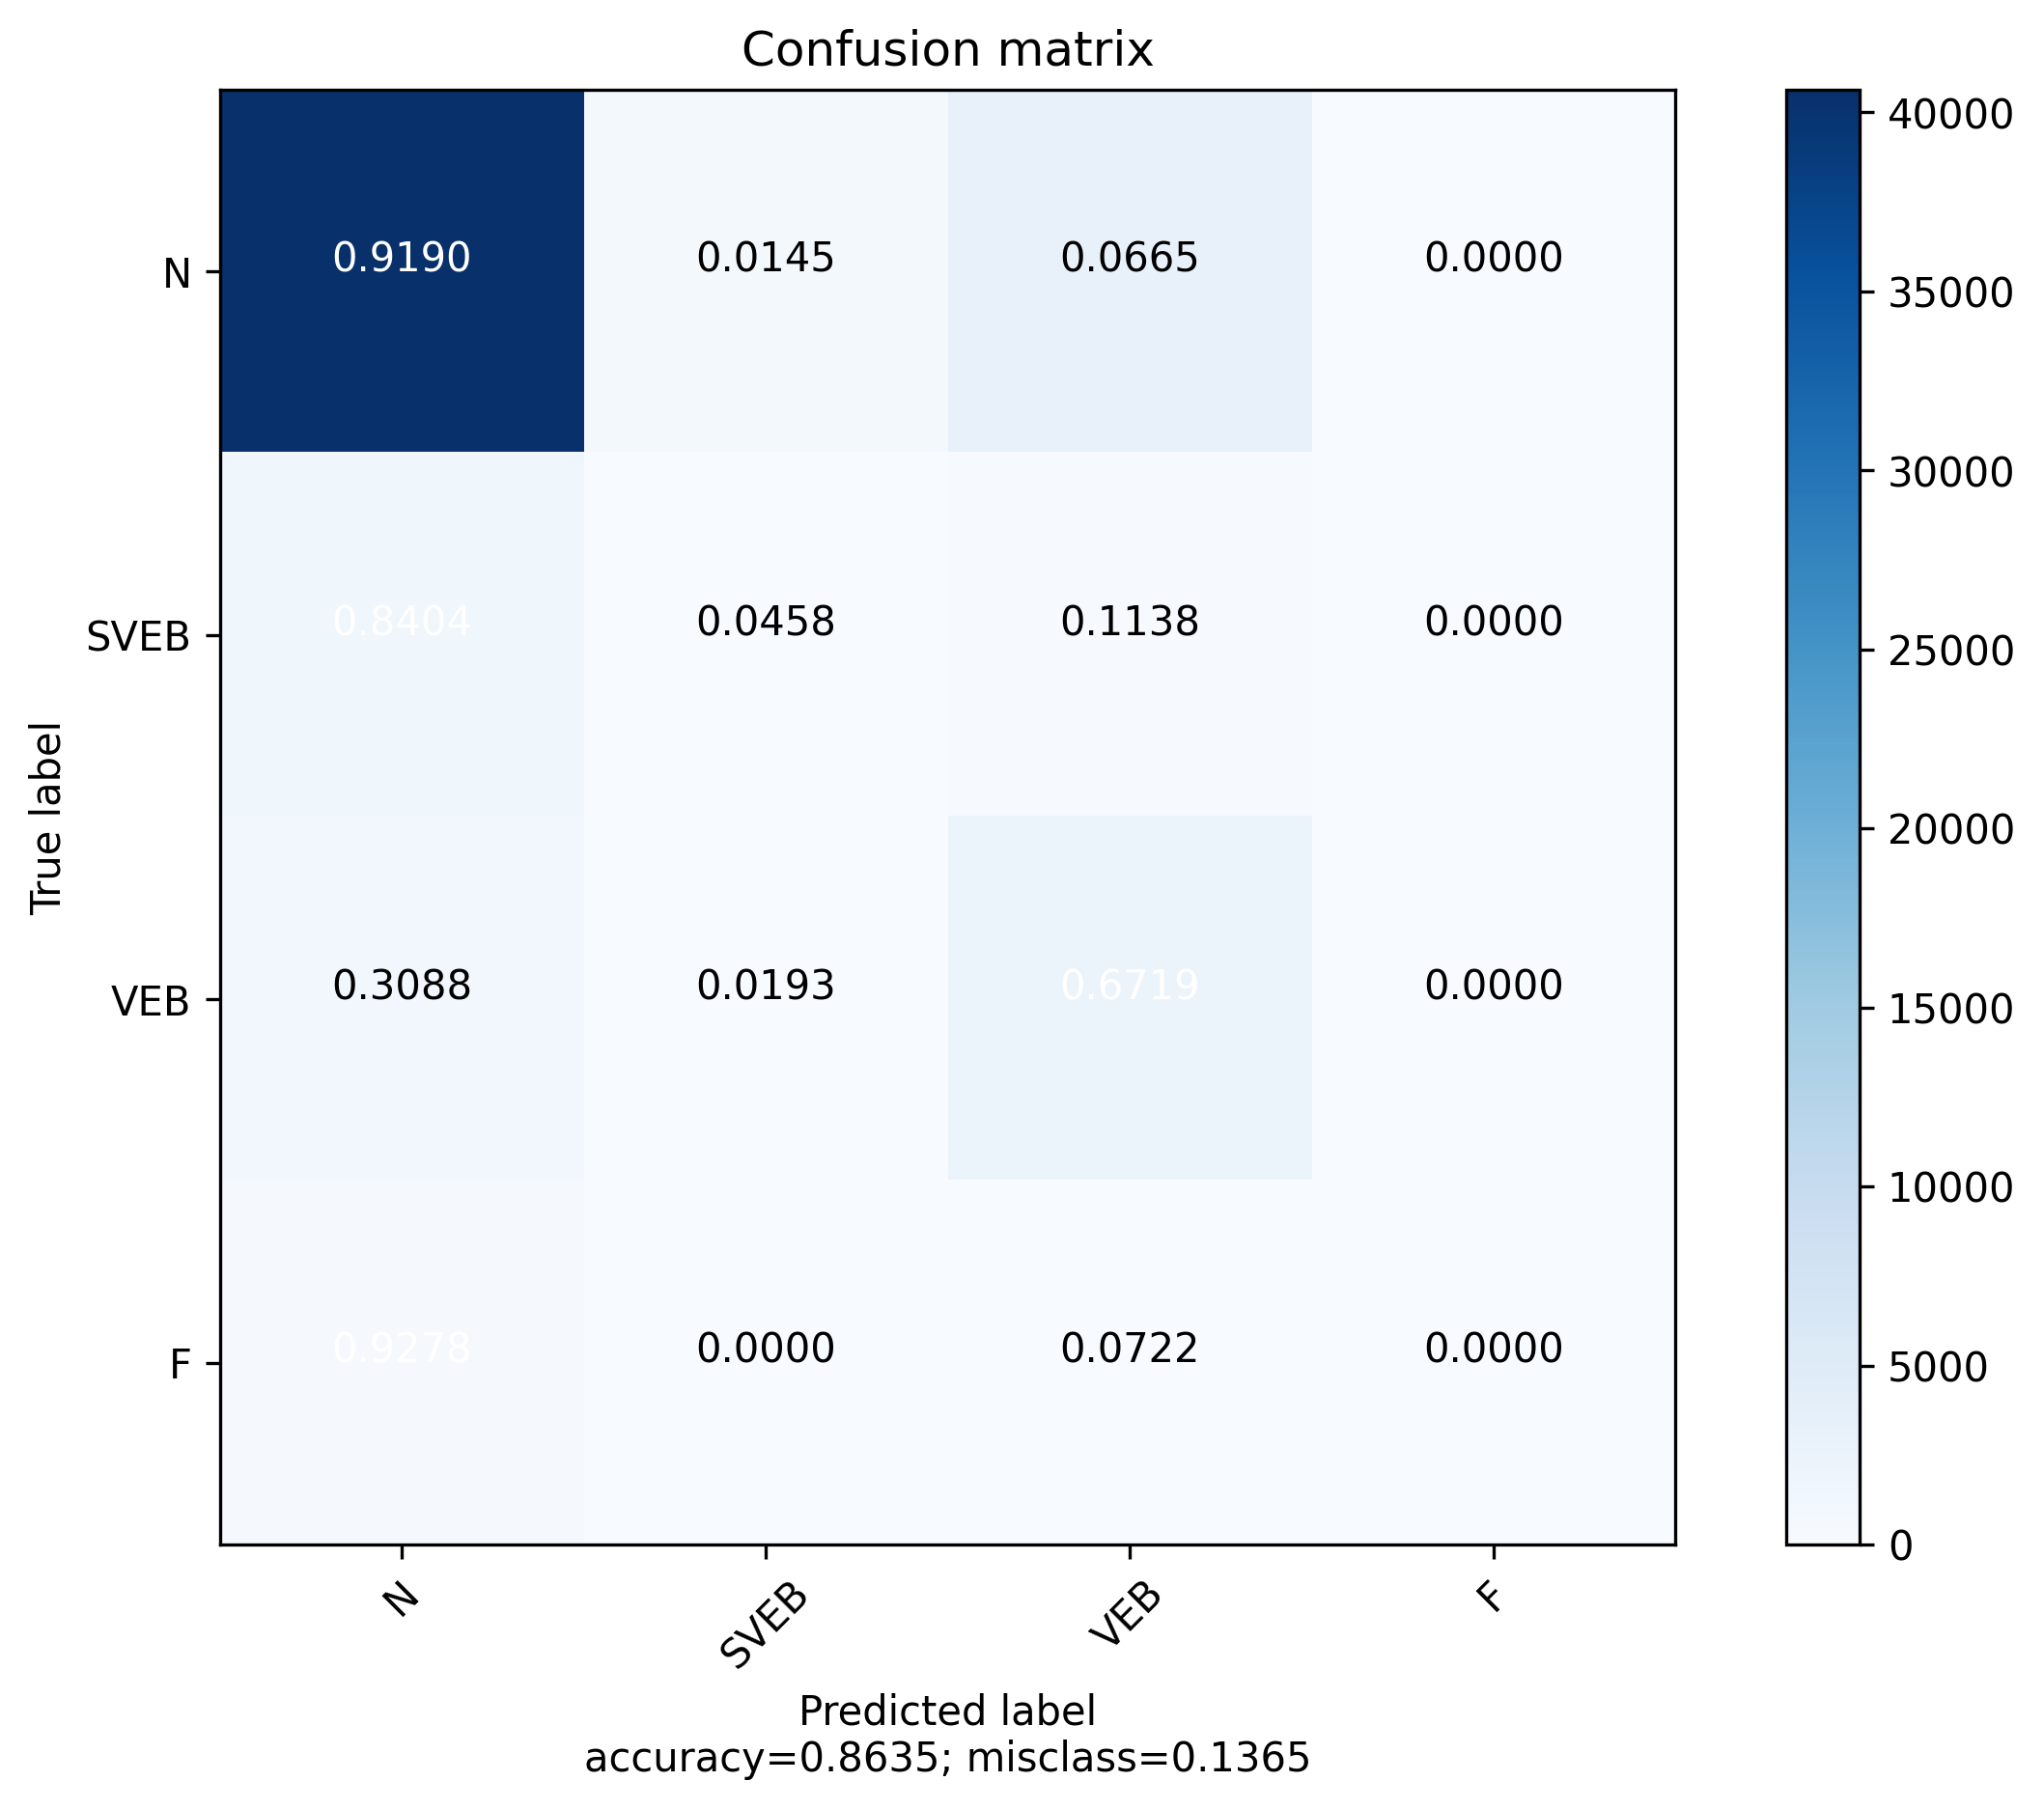 Confusion matrix
N 0.9190 0.0145 0.0665 0.0000
SVEB 0.8404 0.0458 0.1138 0.0000
VEB 0.3088 0.0193 0.6719 0.0000
F 0.9278 0.0000 0.0722 0.0000
True label
N SVEB VEB F
Predicted label
accuracy=0.8635; misclass=0.1365
40000
35000
30000
25000
20000
15000
10000
5000
0